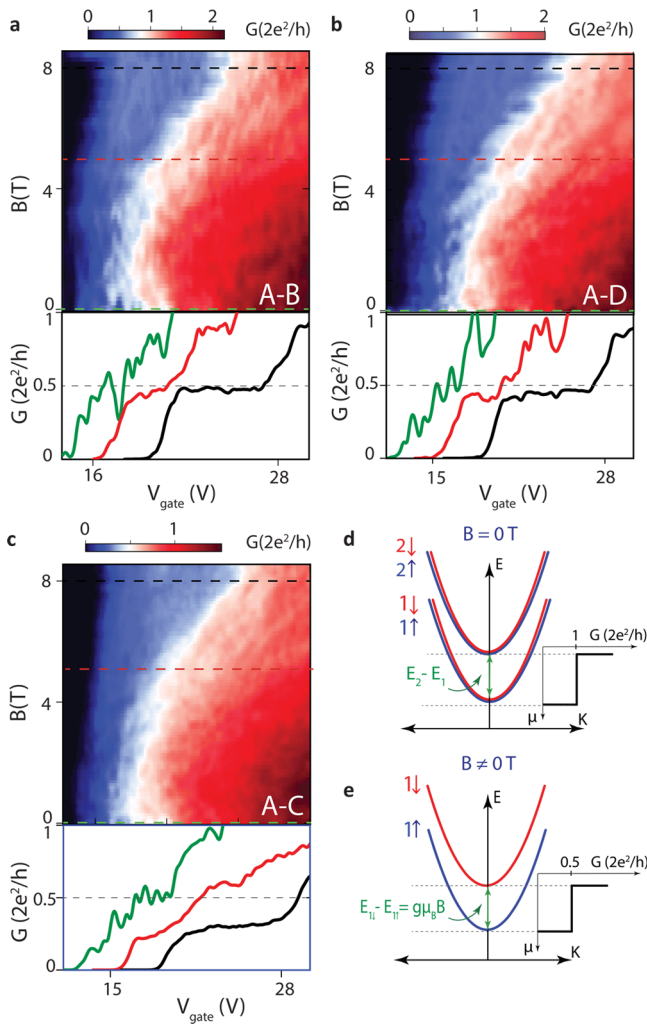 a
0 1 2 G(2e²/h)
8
4
0
B(T)
A-B
1
0.5
0
G (2e²/h)
16 28
V gate (V)
b
0 1 2 G(2e²/h)
8
4
0
B(T)
A-D
1
0.5
0
G (2e²/h)
15 28
V gate (V)
c
0 1 G(2e²/h)
8
4
0
B(T)
A-C
1
0.5
0
G (2e²/h)
15 28
V gate (V)
d
B = 0 T
2↓
2↑
1↓
1↑
E
E₂- E₁
1 G (2e²/h)
μ
K
e
B ≠ 0 T
1↓
1↑
E
E₁↓- E₁↑= gμ_B B
0.5 G (2e²/h)
μ
K